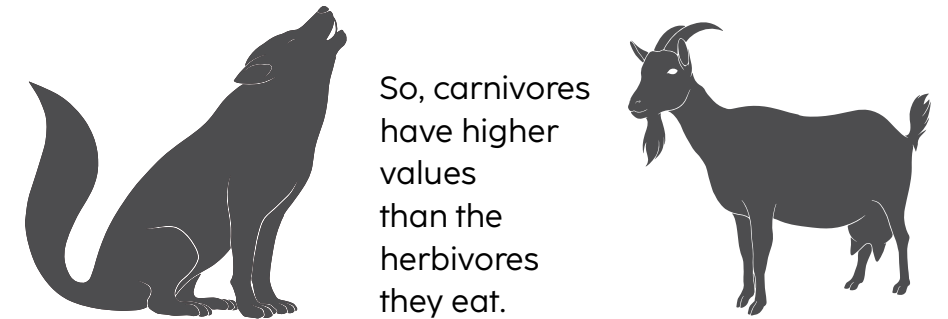 So, carnivores
have higher
values
than the
herbivores
they eat.